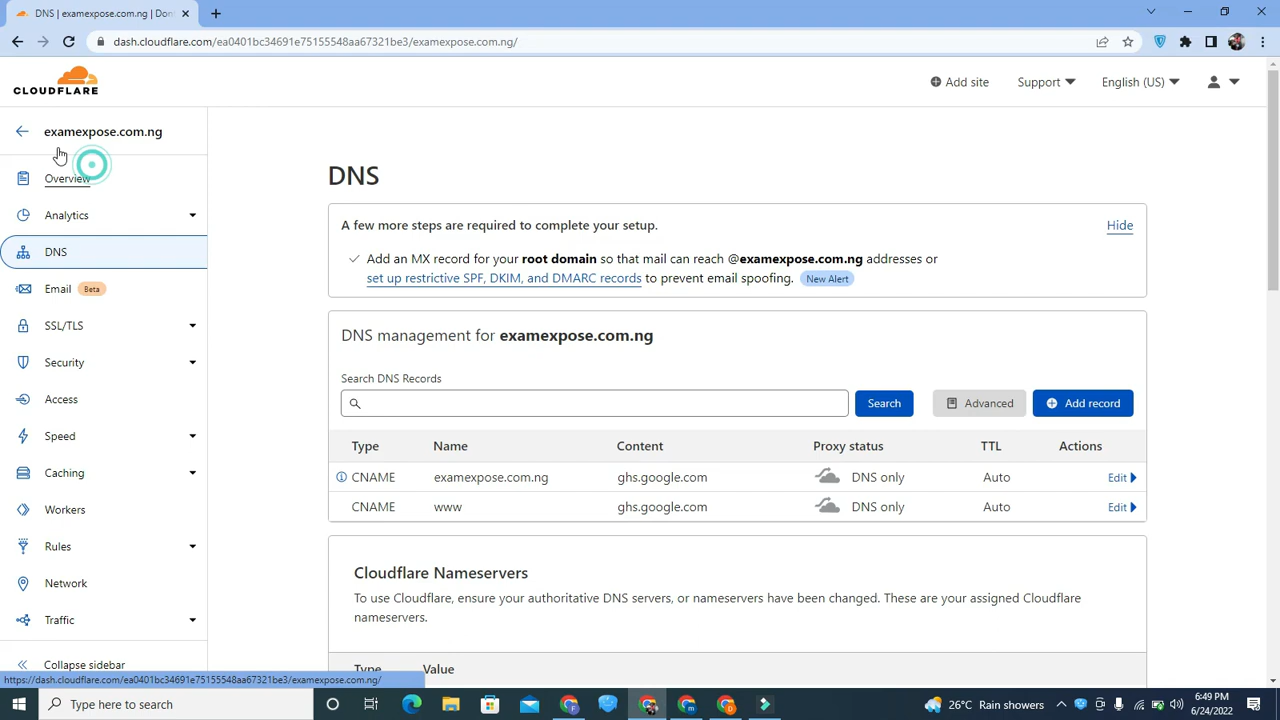 DNS | examexpose.com.ng | Dom
dash.cloudflare.com/ea0401bc34691e75155548aa67321be3/examexpose.com.ng/
CLOUDFLARE
Add site
Support
English (US)
examexpose.com.ng
Overview
Analytics
DNS
Email Beta
SSL/TLS
Security
Access
Speed
Caching
Workers
Rules
Network
Traffic
Collapse sidebar
DNS
A few more steps are required to complete your setup.
Hide
Add an MX record for your root domain so that mail can reach @examexpose.com.ng addresses or
set up restrictive SPF, DKIM, and DMARC records to prevent email spoofing. New Alert
DNS management for examexpose.com.ng
Search DNS Records
Search
Advanced
Add record
Type Name Content Proxy status TTL Actions
CNAME examexpose.com.ng ghs.google.com DNS only Auto Edit
CNAME www ghs.google.com DNS only Auto Edit
Cloudflare Nameservers
To use Cloudflare, ensure your authoritative DNS servers, or nameservers have been changed. These are your assigned Cloudflare
nameservers.
Type Value
https://dash.cloudflare.com/ea0401bc34691e75155548aa67321be3/examexpose.com.ng/
Type here to search
26°C Rain showers
6:49 PM
6/24/2022